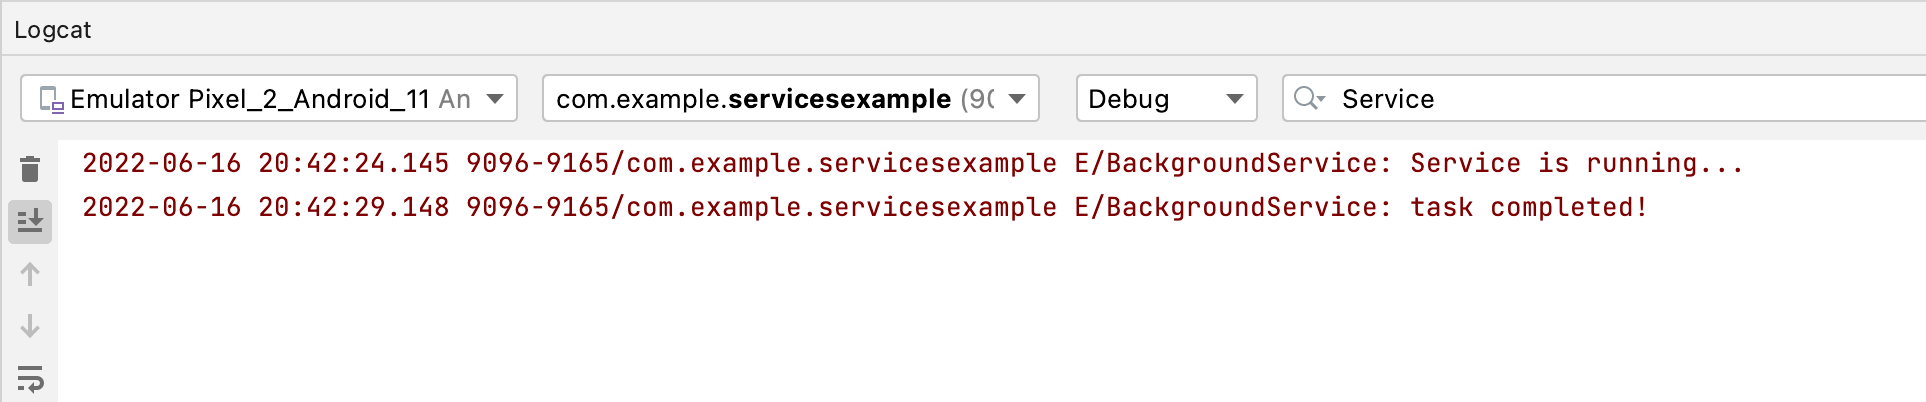 Logcat
Emulator Pixel_2_Android_11 An com.example.servicesexample (90 Debug Service
2022-06-16 20:42:24.145 9096-9165/com.example.servicesexample E/BackgroundService: Service is running...
2022-06-16 20:42:29.148 9096-9165/com.example.servicesexample E/BackgroundService: task completed!